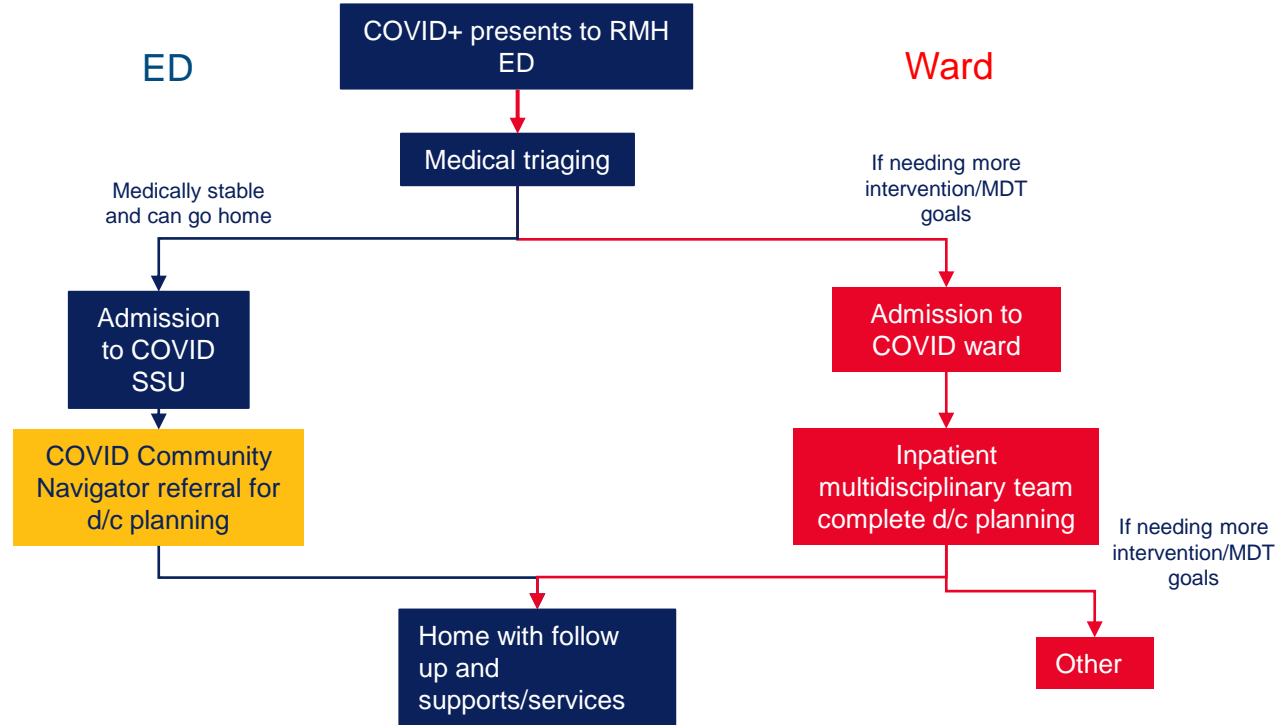 COVID+ presents to RMH
ED
ED
Ward
Medical triaging
Medically stable
and can go home
If needing more
intervention/MDT
goals
Admission
to COVID
SSU
Admission to
COVID ward
COVID Community
Navigator referral for
d/c planning
Inpatient
multidisciplinary team
complete d/c planning
If needing more
intervention/MDT
goals
Home with follow
up and
supports/services
Other